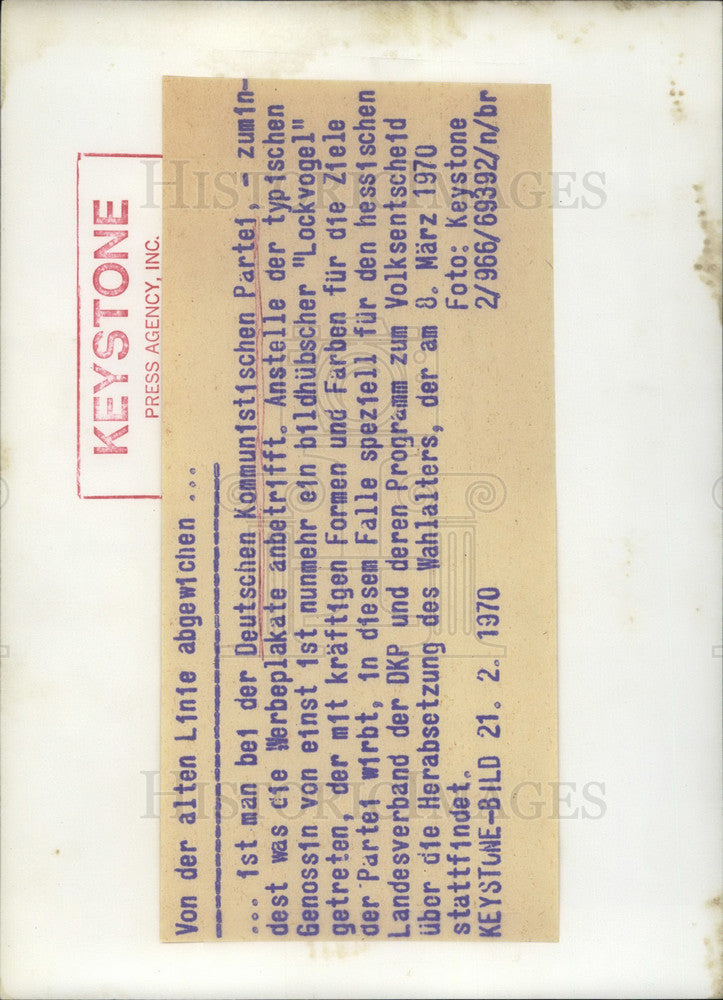 KEYSTONE
PRESS AGENCY, INC.
Von der alten Linie abgewichen ...
... ist man bei der Deutschen Kommunistischen Partei, - zumin-
dest was die Werbeplakate anbetrifft. Anstelle der typischen
Genossin von einst ist nunmehr ein bildhübscher "Lockvogel"
getreten, der mit kräftigen Formen und Farben für die Ziele
der Partei wirbt, in diesem Falle speziell für den hessischen
Landesverband der DKP und deren Programm zum Volksentscheid
über die Herabsetzung des Wahlalters, der am 8. März 1970
stattfindet.
Foto: Keystone
KEYSTONE-BILD 21. 2. 1970
2/966/69392/n/br
HISTORIC IMAGES
HISTORIC IMAGES